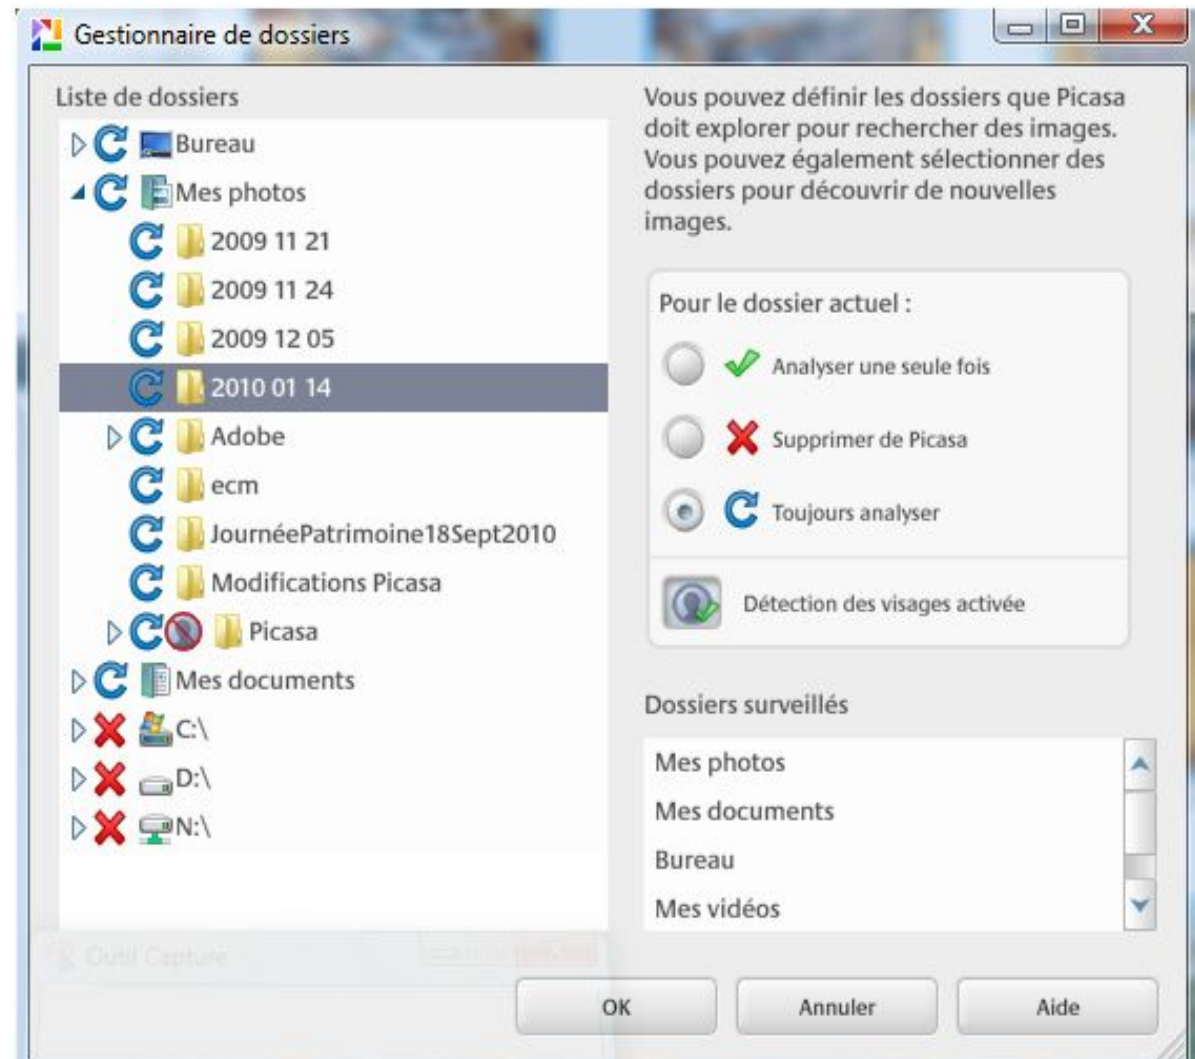 Gestionnaire de dossiers
Liste de dossiers
Bureau
Mes photos
2009 11 21
2009 11 24
2009 12 05
2010 01 14
Adobe
ecm
JournéePatrimoine18Sept2010
Modifications Picasa
Picasa
Mes documents
C:\
D:\
N:\
Outil Capture
Vous pouvez définir les dossiers que Picasa
doit explorer pour rechercher des images.
Vous pouvez également sélectionner des
dossiers pour découvrir de nouvelles
images.
Pour le dossier actuel :
Analyser une seule fois
Supprimer de Picasa
Toujours analyser
Détection des visages activée
Dossiers surveillés
Mes photos
Mes documents
Bureau
Mes vidéos
OK
Annuler
Aide